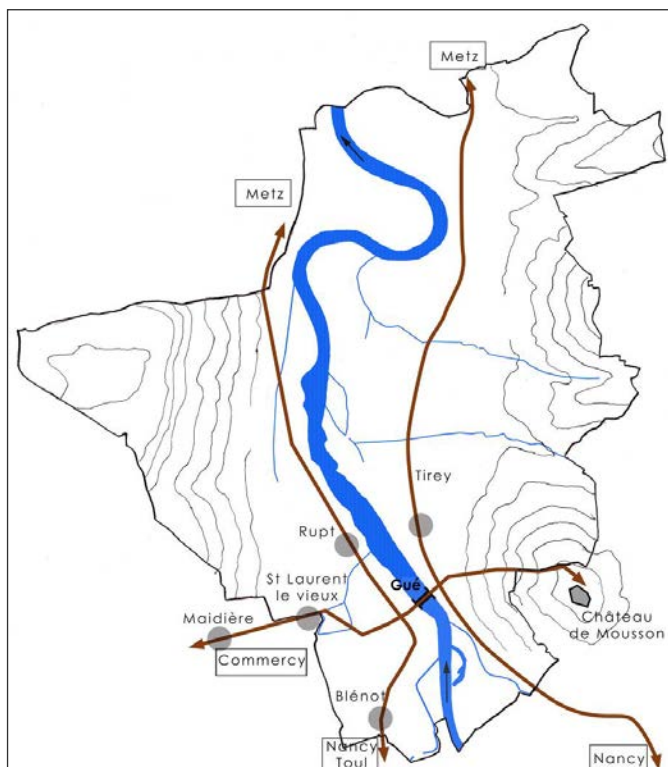 Metz
Metz
Tirey
Rupt
St Laurent
le vieux
Gué
Maidière
Château
de Mousson
Commercy
Blénot
Nancy
Toul
Nancy